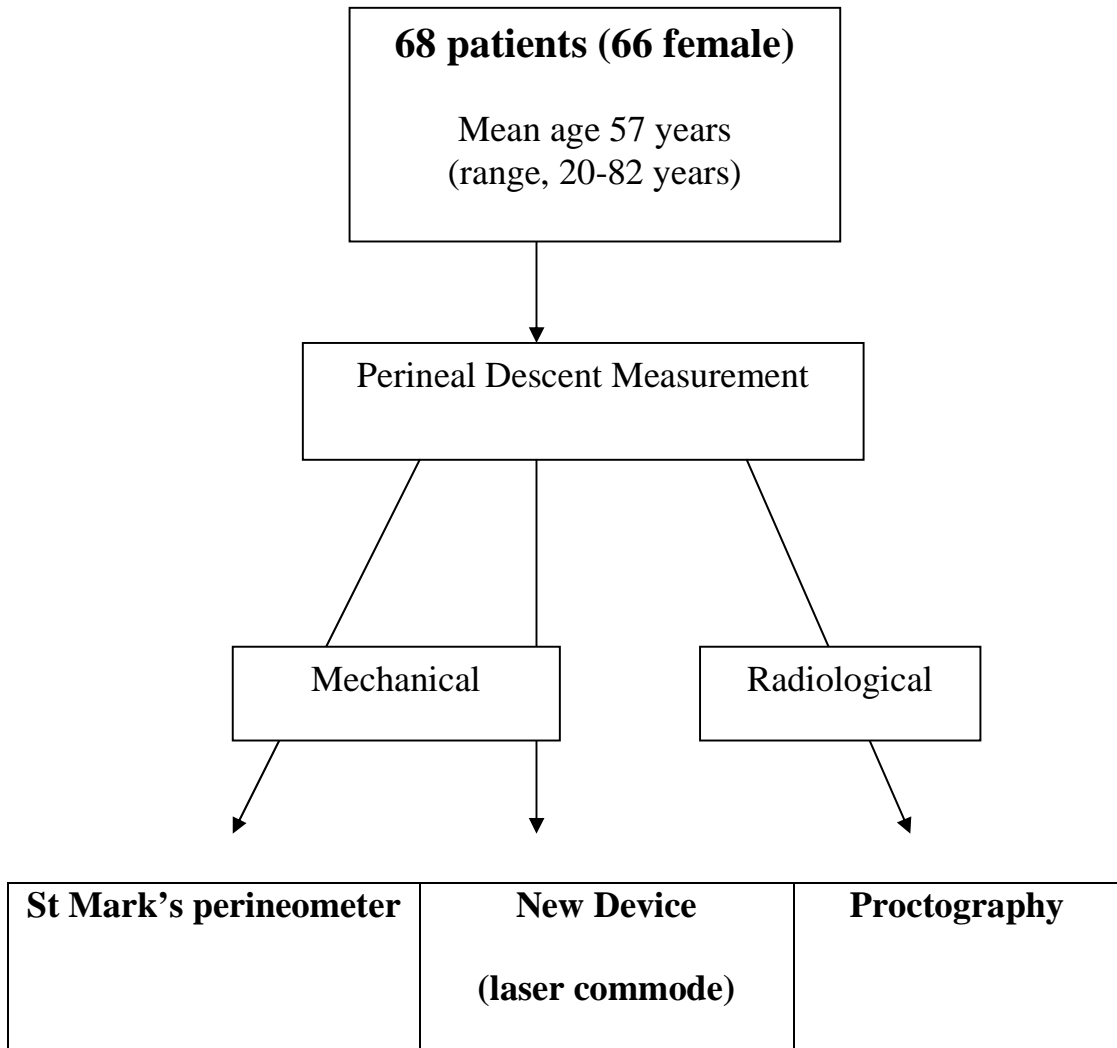 68 patients (66 female)
Mean age 57 years
(range, 20-82 years)
Perineal Descent Measurement
Mechanical
Radiological
St Mark’s perineometer
New Device
(laser commode)
Proctography